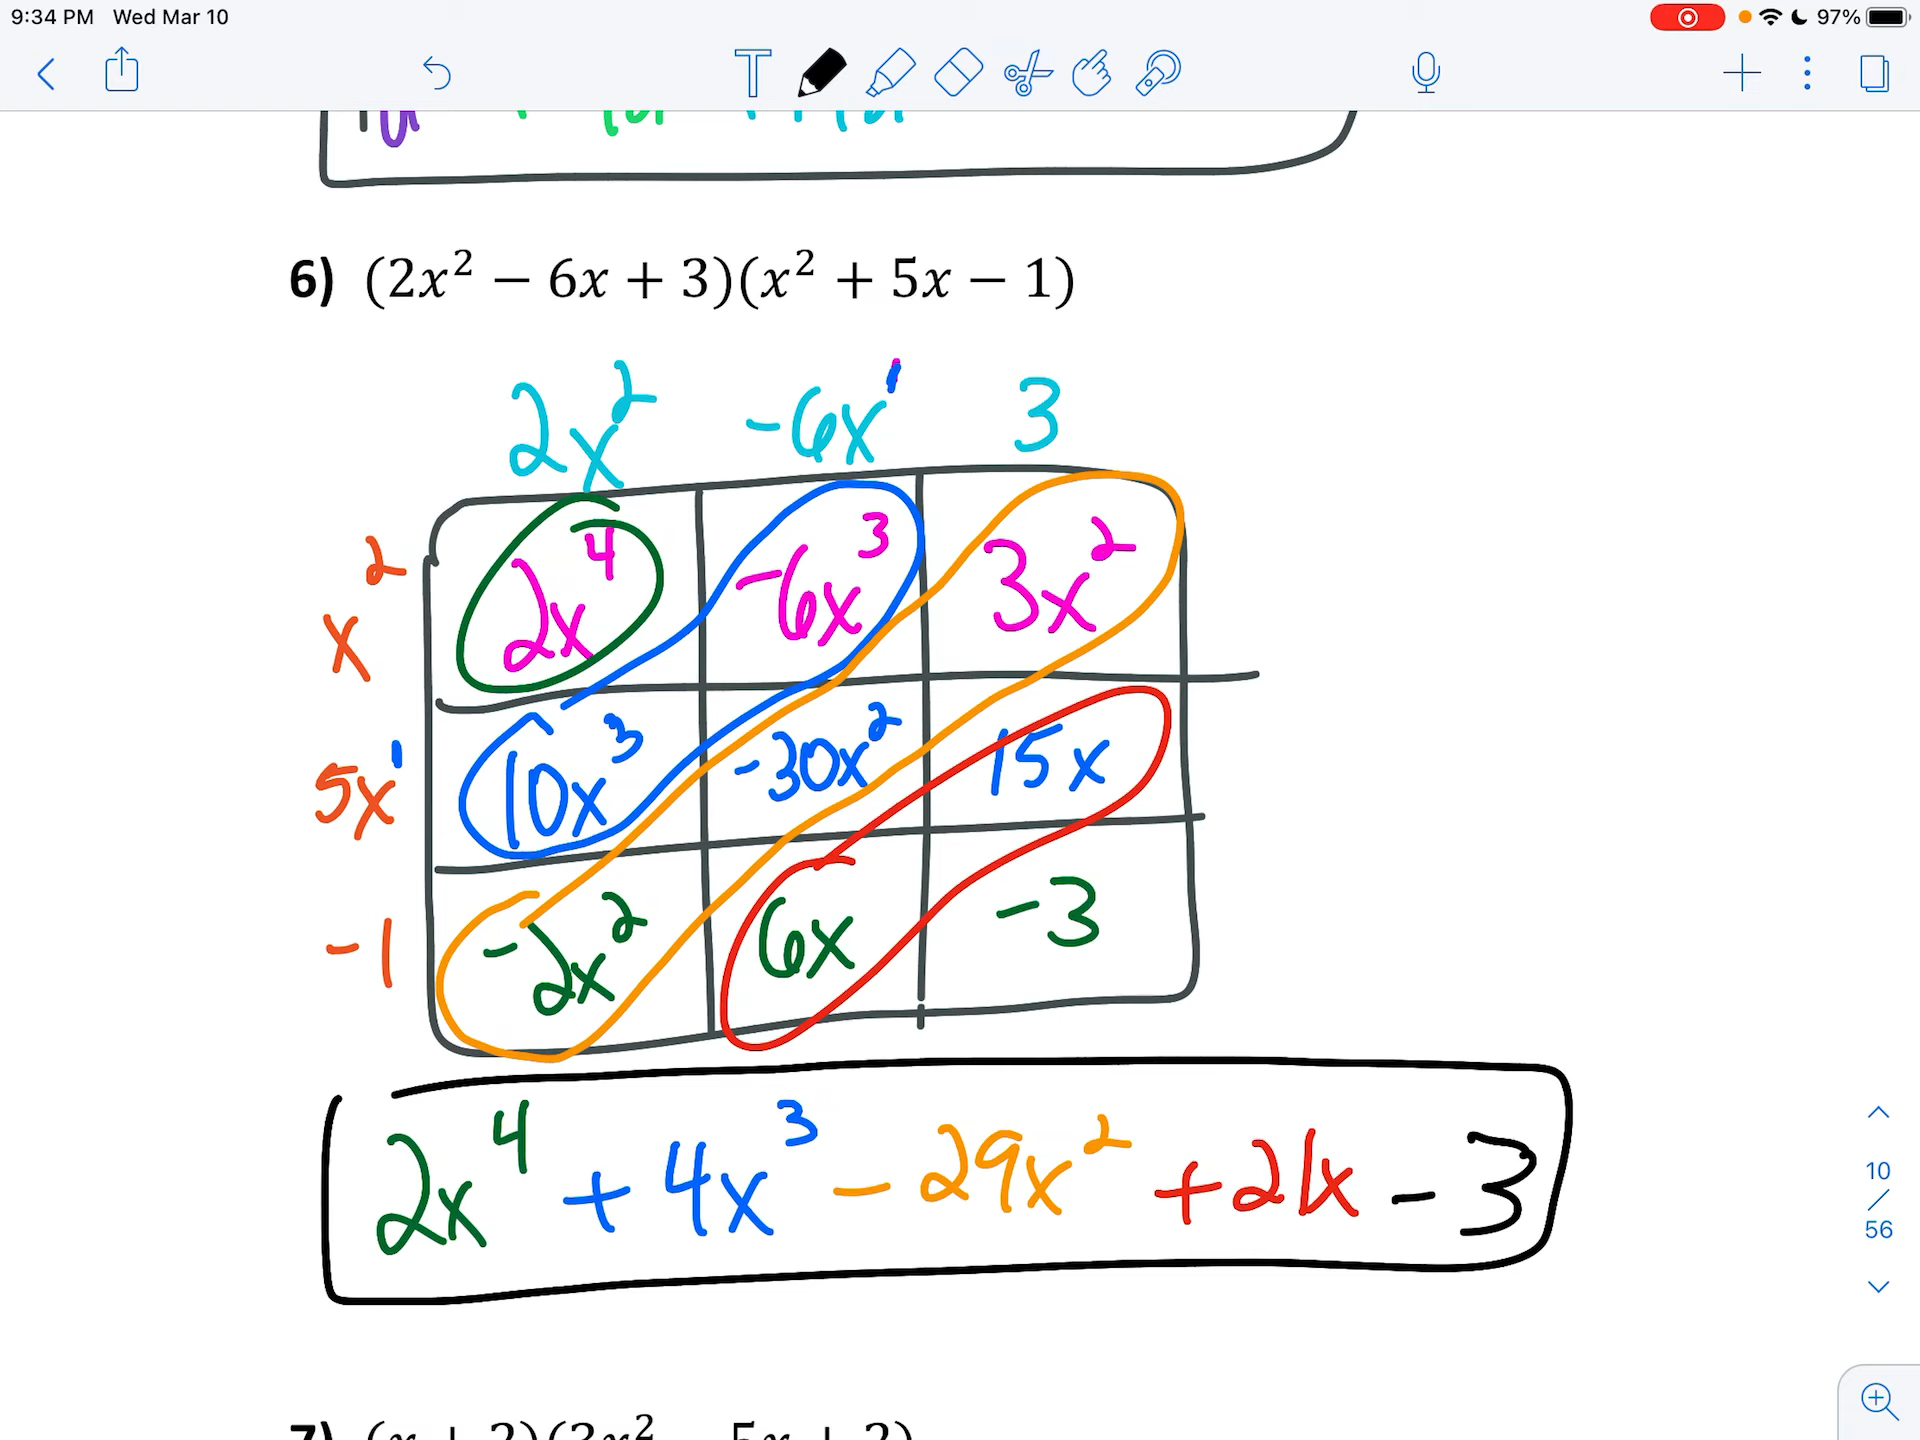 9:34 PM Wed Mar 10 97%
T
6) (2x² − 6x + 3)(x² + 5x − 1)
2x² -6x¹ 3
x² 2x⁴ -6x³ 3x²
5x¹ 10x³ -30x² 15x
-1 -2x² 6x -3
2x⁴ + 4x³ - 29x² + 21x - 3
10
/
56